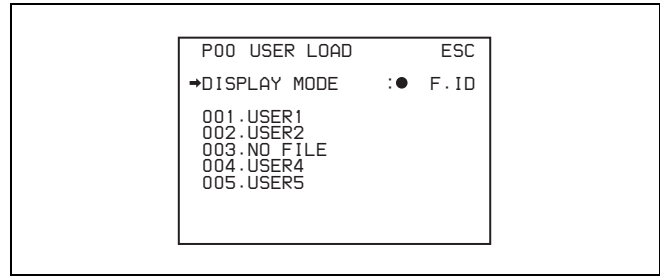 P00 USER LOAD ESC
➡DISPLAY MODE :● F.ID
001.USER1
002.USER2
003.NO FILE
004.USER4
005.USER5